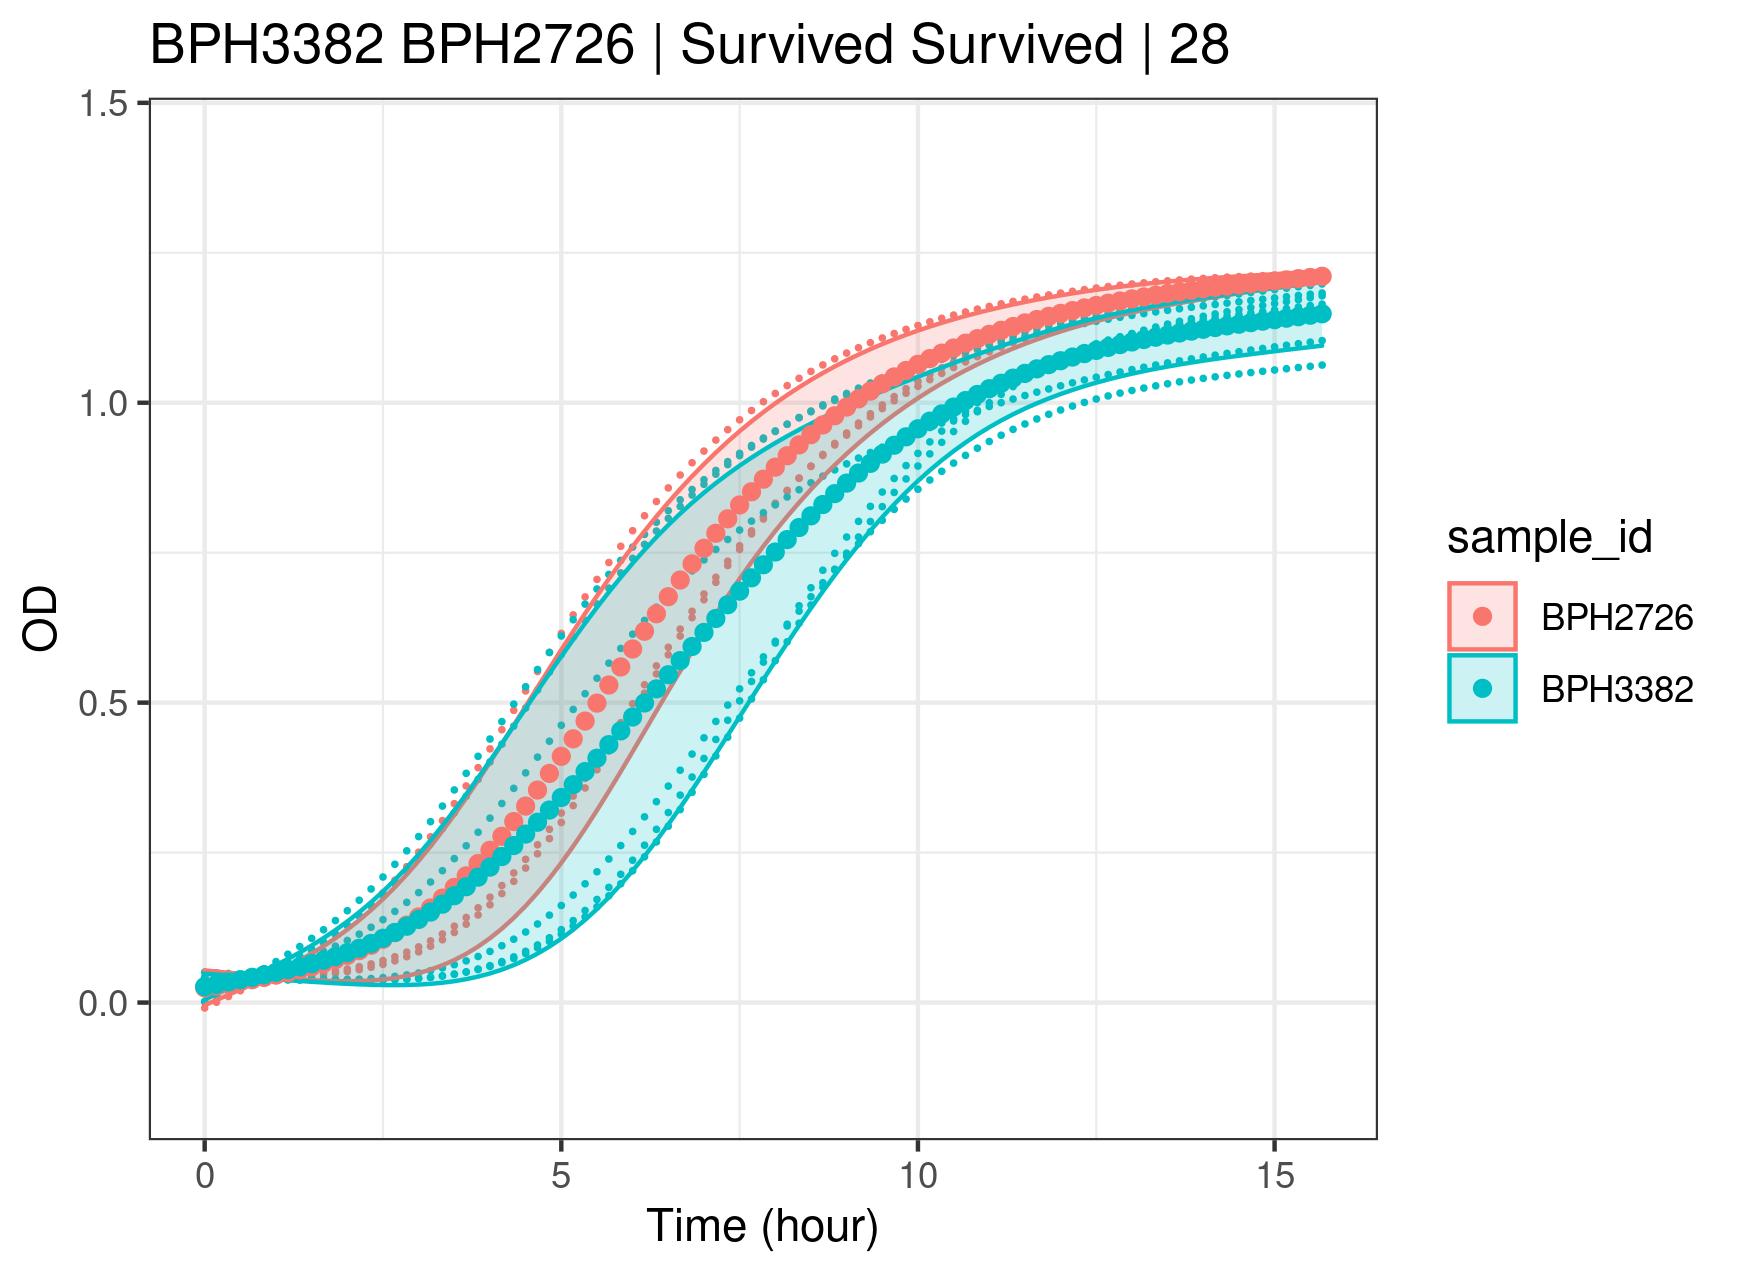 BPH3382 BPH2726 | Survived Survived | 28
1.5
1.0
0.5
0.0
OD
0 5 10 15
Time (hour)
sample_id
BPH2726
BPH3382